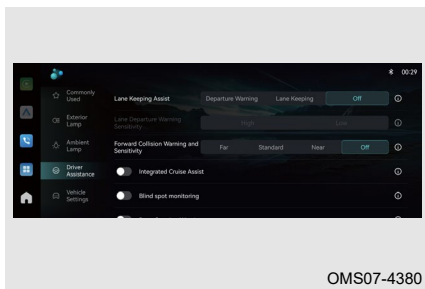 00:29
Commonly
Used
Lane Keeping Assist
Departure Warning
Lane Keeping
Off
Exterior
Lamp
Lane Departure Warning
Sensitivity
High
Low
Ambient
Lamp
Forward Collision Warning and
Sensitivity
Far
Standard
Near
Off
Driver
Assistance
Integrated Cruise Assist
Vehicle
Settings
Blind spot monitoring
OMS07-4380